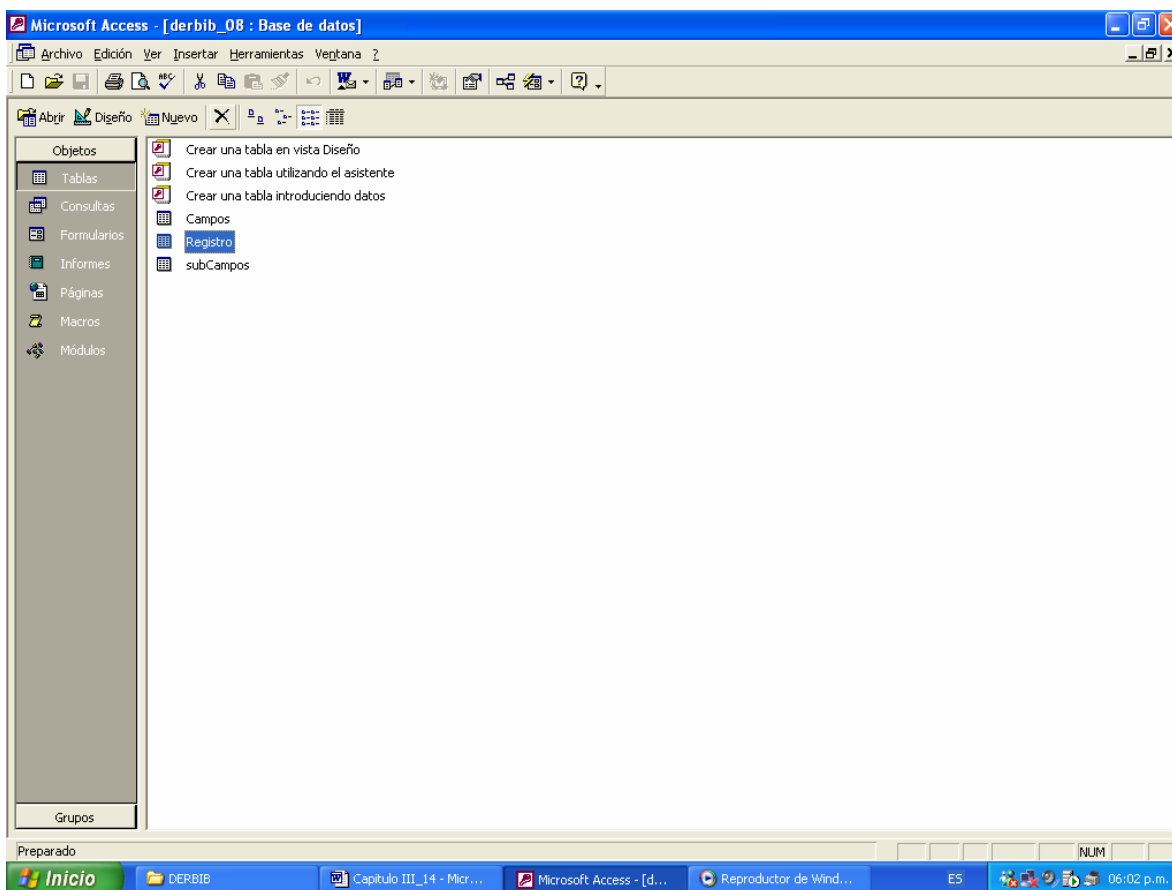 Microsoft Access - [derbib_08 : Base de datos]
Archivo Edición Ver Insertar Herramientas Ventana ?
Abrir Diseño Nuevo
Objetos
Tablas
Consultas
Formularios
Informes
Páginas
Macros
Módulos
Grupos
Crear una tabla en vista Diseño
Crear una tabla utilizando el asistente
Crear una tabla introduciendo datos
Campos
Registro
subCampos
Preparado
NUM
Inicio
DERBIB
Capitulo III_14 - Micr...
Microsoft Access - [d...
Reproductor de Wind...
ES
06:02 p.m.